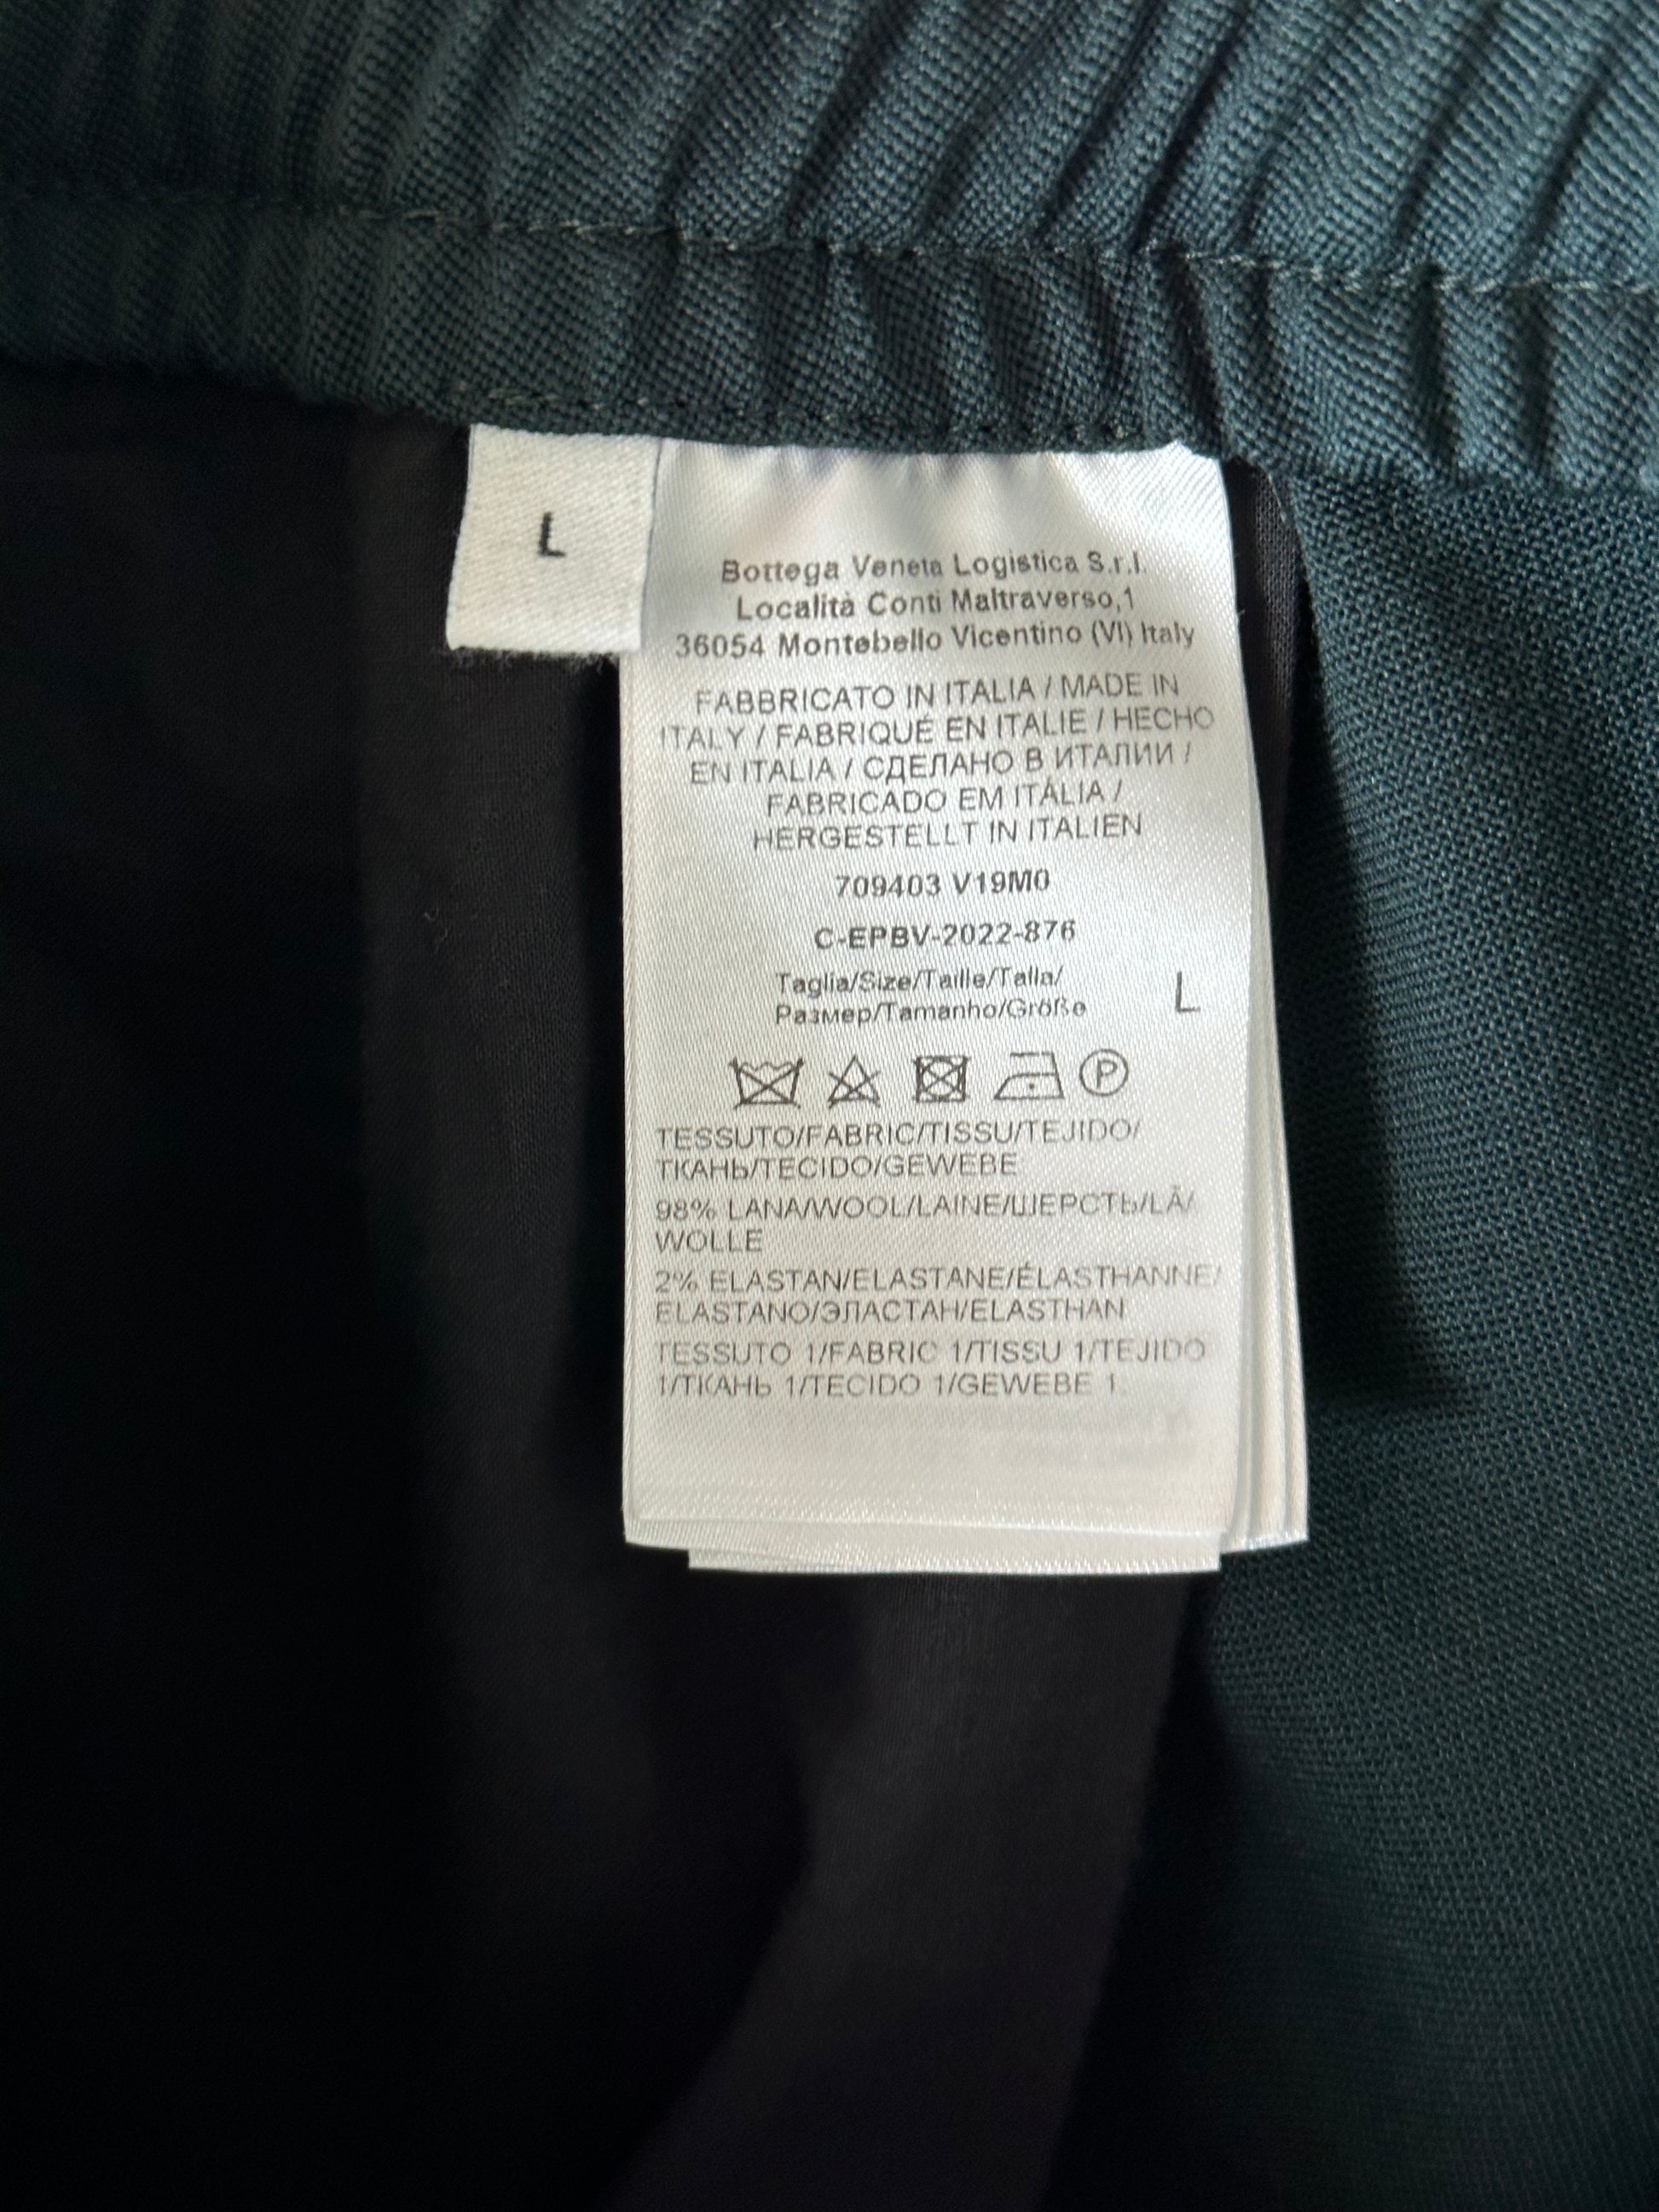 L
Bottega Veneta Logistica S.r.l.
Località Conti Maltraverso,1
36054 Montebello Vicentino (VI) Italy
FABBRICATO IN ITALIA / MADE IN
ITALY / FABRIQUÉ EN ITALIE / HECHO
EN ITALIA / СДЕЛАНО В ИТАЛИИ /
FABRICADO EM ITÁLIA /
HERGESTELLT IN ITALIEN
709403 V19M0
C-EPBV-2022-876
Taglia/Size/Taille/Talla/
Размер/Tamanho/Größe
L
P
TESSUTO/FABRIC/TISSU/TEJIDO/
ТКАНЬ/TECIDO/GEWEBE
98% LANA/WOOL/LAINE/ШЕРСТЬ/LÃ/
WOLLE
2% ELASTAN/ELASTANE/ÉLASTHANNE/
ELASTANO/ЭЛАСТАН/ELASTHAN
TESSUTO 1/FABRIC 1/TISSU 1/TEJIDO
1/ТКАНЬ 1/TECIDO 1/GEWEBE 1